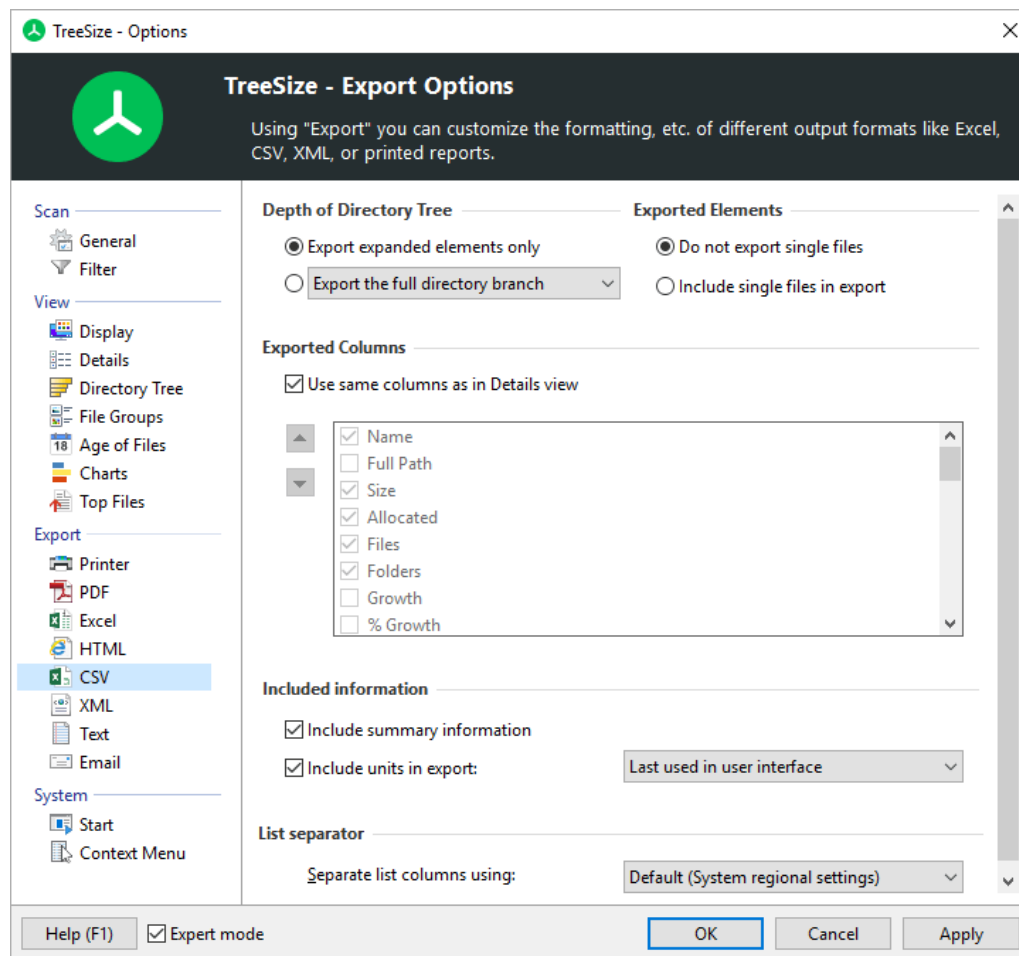 TreeSize - Options
TreeSize - Export Options
Using "Export" you can customize the formatting, etc. of different output formats like Excel,
CSV, XML, or printed reports.
Scan
General
Filter
View
Display
Details
Directory Tree
File Groups
18 Age of Files
Charts
Top Files
Export
Printer
PDF
Excel
HTML
CSV
XML
Text
Email
System
Start
Context Menu
Depth of Directory Tree
Export expanded elements only
Export the full directory branch
Exported Elements
Do not export single files
Include single files in export
Exported Columns
Use same columns as in Details view
Name
Full Path
Size
Allocated
Files
Folders
Growth
% Growth
Included information
Include summary information
Include units in export: Last used in user interface
List separator
Separate list columns using: Default (System regional settings)
Help (F1) Expert mode OK Cancel Apply